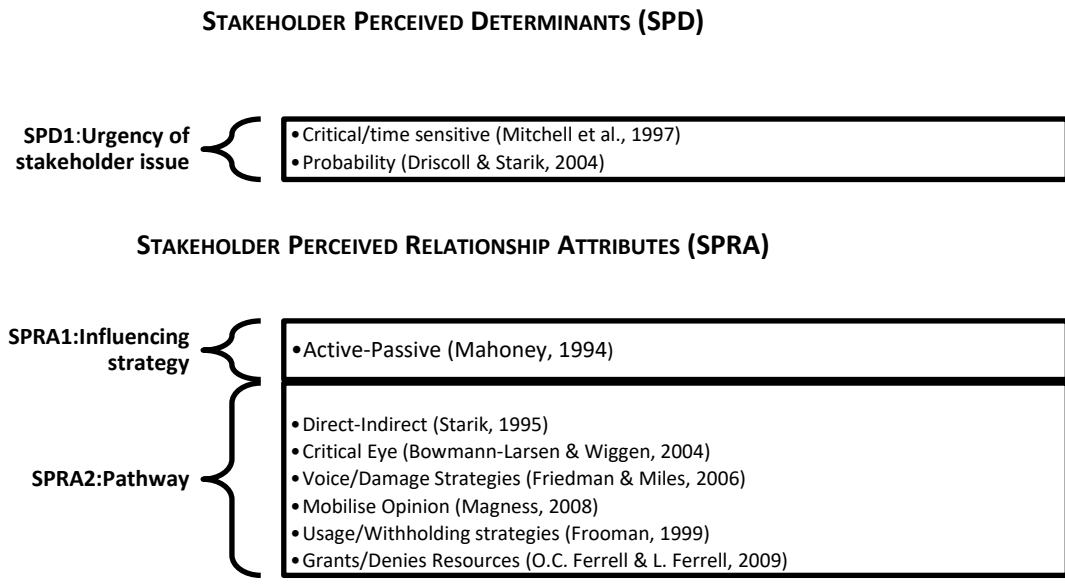 STAKEHOLDER PERCEIVED DETERMINANTS (SPD)
SPD1:Urgency of
stakeholder issue
•Critical/time sensitive (Mitchell et al., 1997)
•Probability (Driscoll & Starik, 2004)
STAKEHOLDER PERCEIVED RELATIONSHIP ATTRIBUTES (SPRA)
SPRA1:Influencing
strategy
•Active-Passive (Mahoney, 1994)
SPRA2:Pathway
•Direct-Indirect (Starik, 1995)
•Critical Eye (Bowmann-Larsen & Wiggen, 2004)
•Voice/Damage Strategies (Friedman & Miles, 2006)
•Mobilise Opinion (Magness, 2008)
•Usage/Withholding strategies (Frooman, 1999)
•Grants/Denies Resources (O.C. Ferrell & L. Ferrell, 2009)